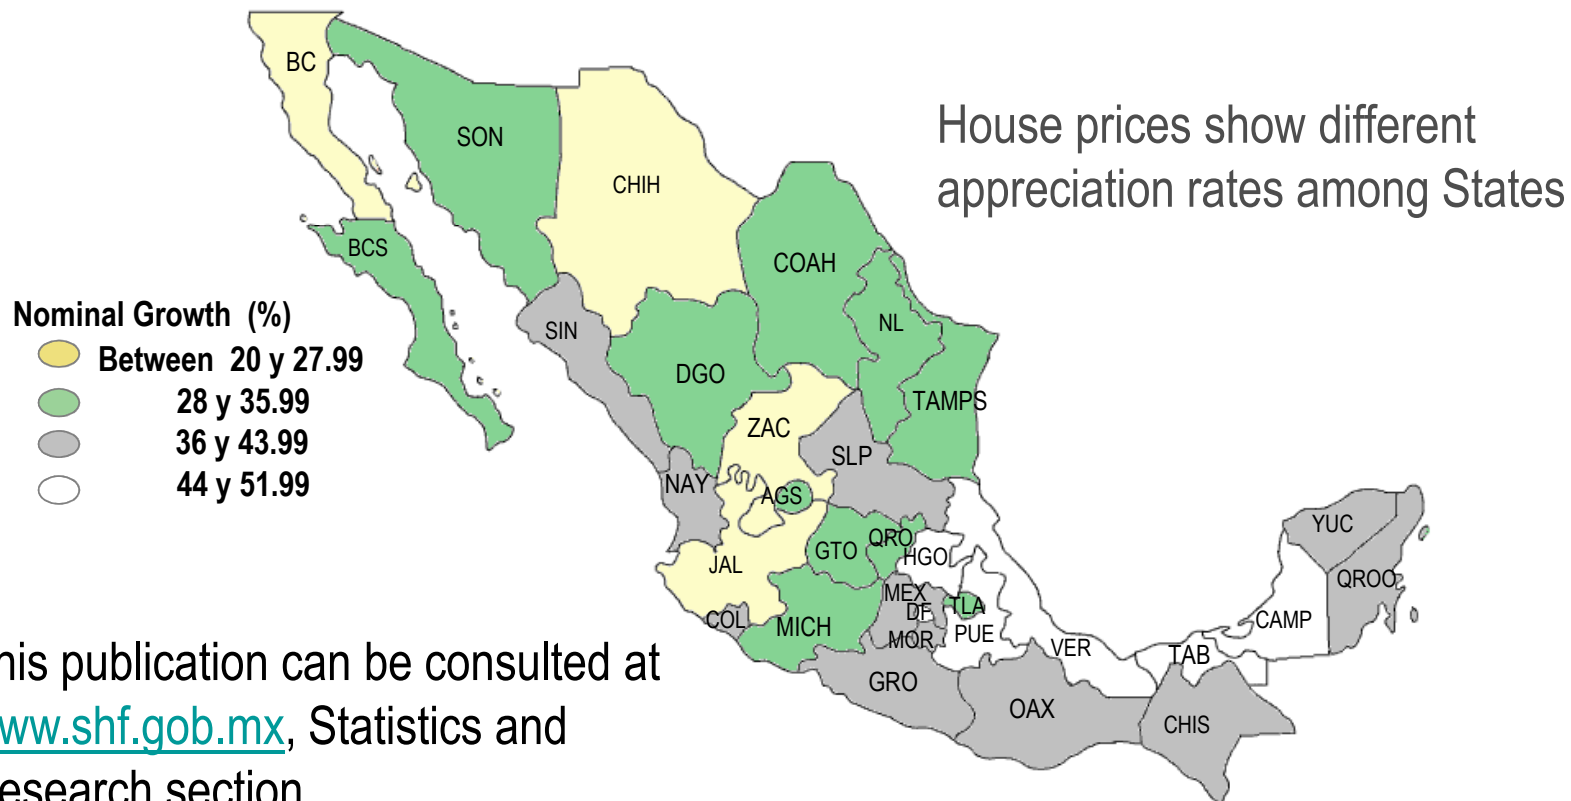 House prices show different
appreciation rates among States
BC
SON
CHIH
BCS
COAH
Nominal Growth (%)
Between 20 y 27.99
28 y 35.99
36 y 43.99
44 y 51.99
SIN
NL
DGO
TAMPS
ZAC
SLP
NAY
AGS
YUC
GTO
QRO
HGO
JAL
QROO
MEX
DF
TLA
COL
MICH
MOR
PUE
CAMP
VER
TAB
GRO
OAX
CHIS
his publication can be consulted at
ww.shf.gob.mx, Statistics and
esearch section